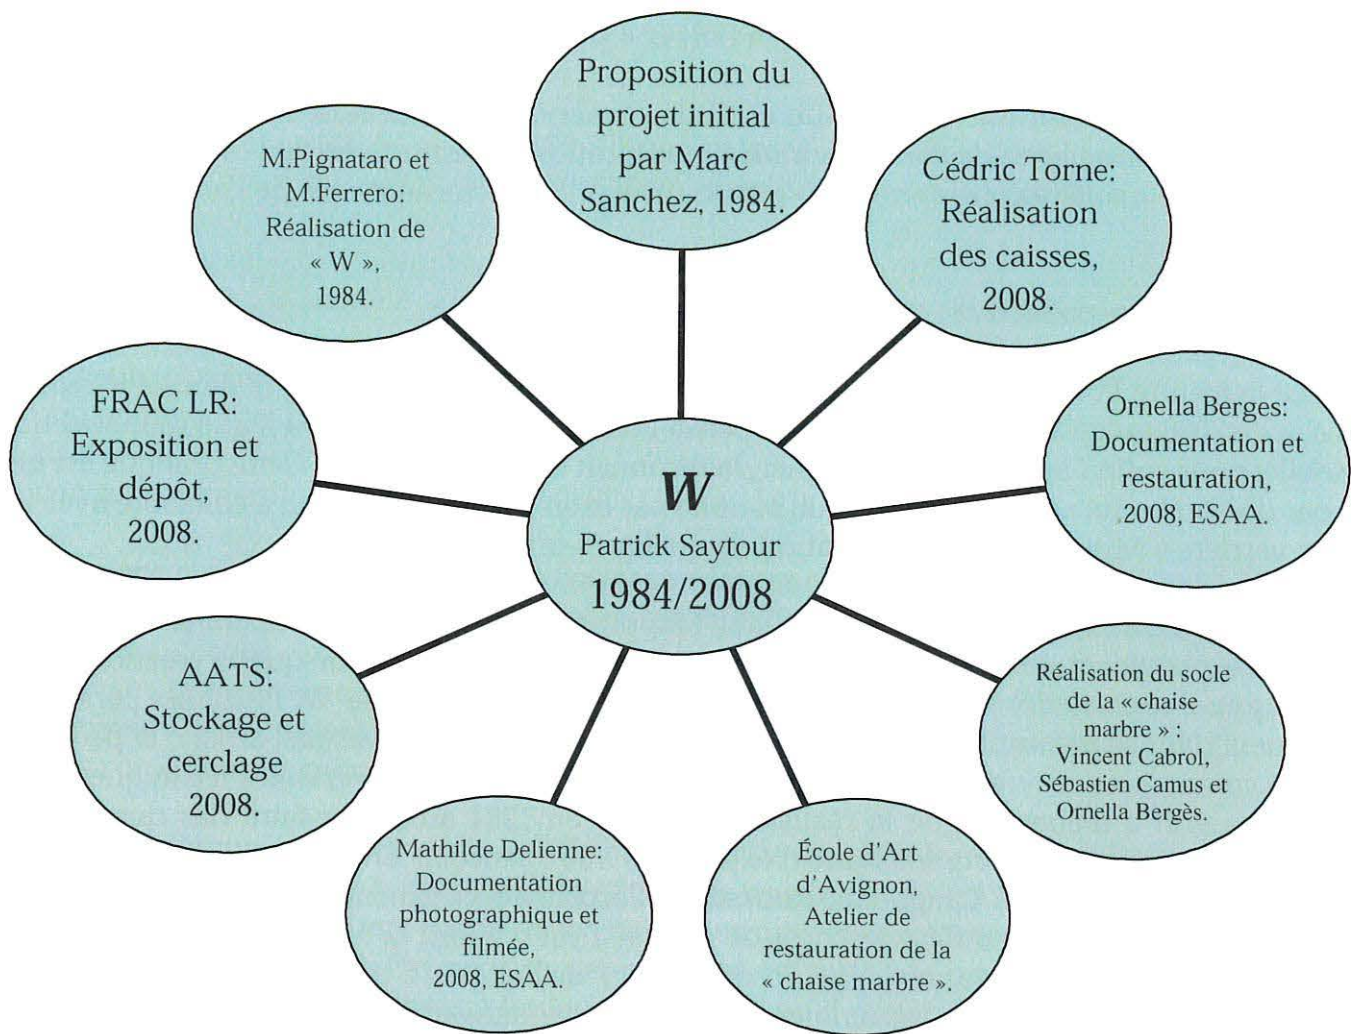 Proposition du
projet initial
par Marc
Sanchez, 1984.
Cédric Torne:
Réalisation
des caisses,
2008.
Ornella Berges:
Documentation et
restauration,
2008, ESAA.
Réalisation du socle
de la « chaise
marbre » :
Vincent Cabrol,
Sébastien Camus et
Ornella Bergès.
École d'Art
d'Avignon,
Atelier de
restauration de la
« chaise marbre ».
Mathilde Delienne:
Documentation
photographique et
filmée,
2008, ESAA.
AATS:
Stockage et
cerclage
2008.
FRAC LR:
Exposition et
dépôt,
2008.
M.Pignataro et
M.Ferrero:
Réalisation de
« W »,
1984.
W
Patrick Saytour
1984/2008